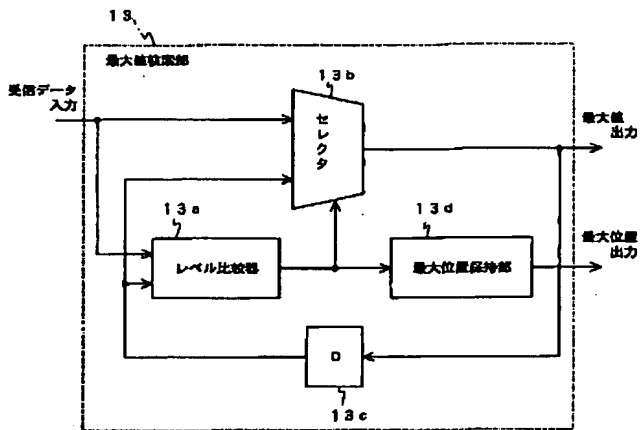 13
最大値検索部
受信データ
入力
13b
セレクタ
最大値
出力
13a
レベル比較器
13d
最大位置保持部
最大位置
出力
D
13c